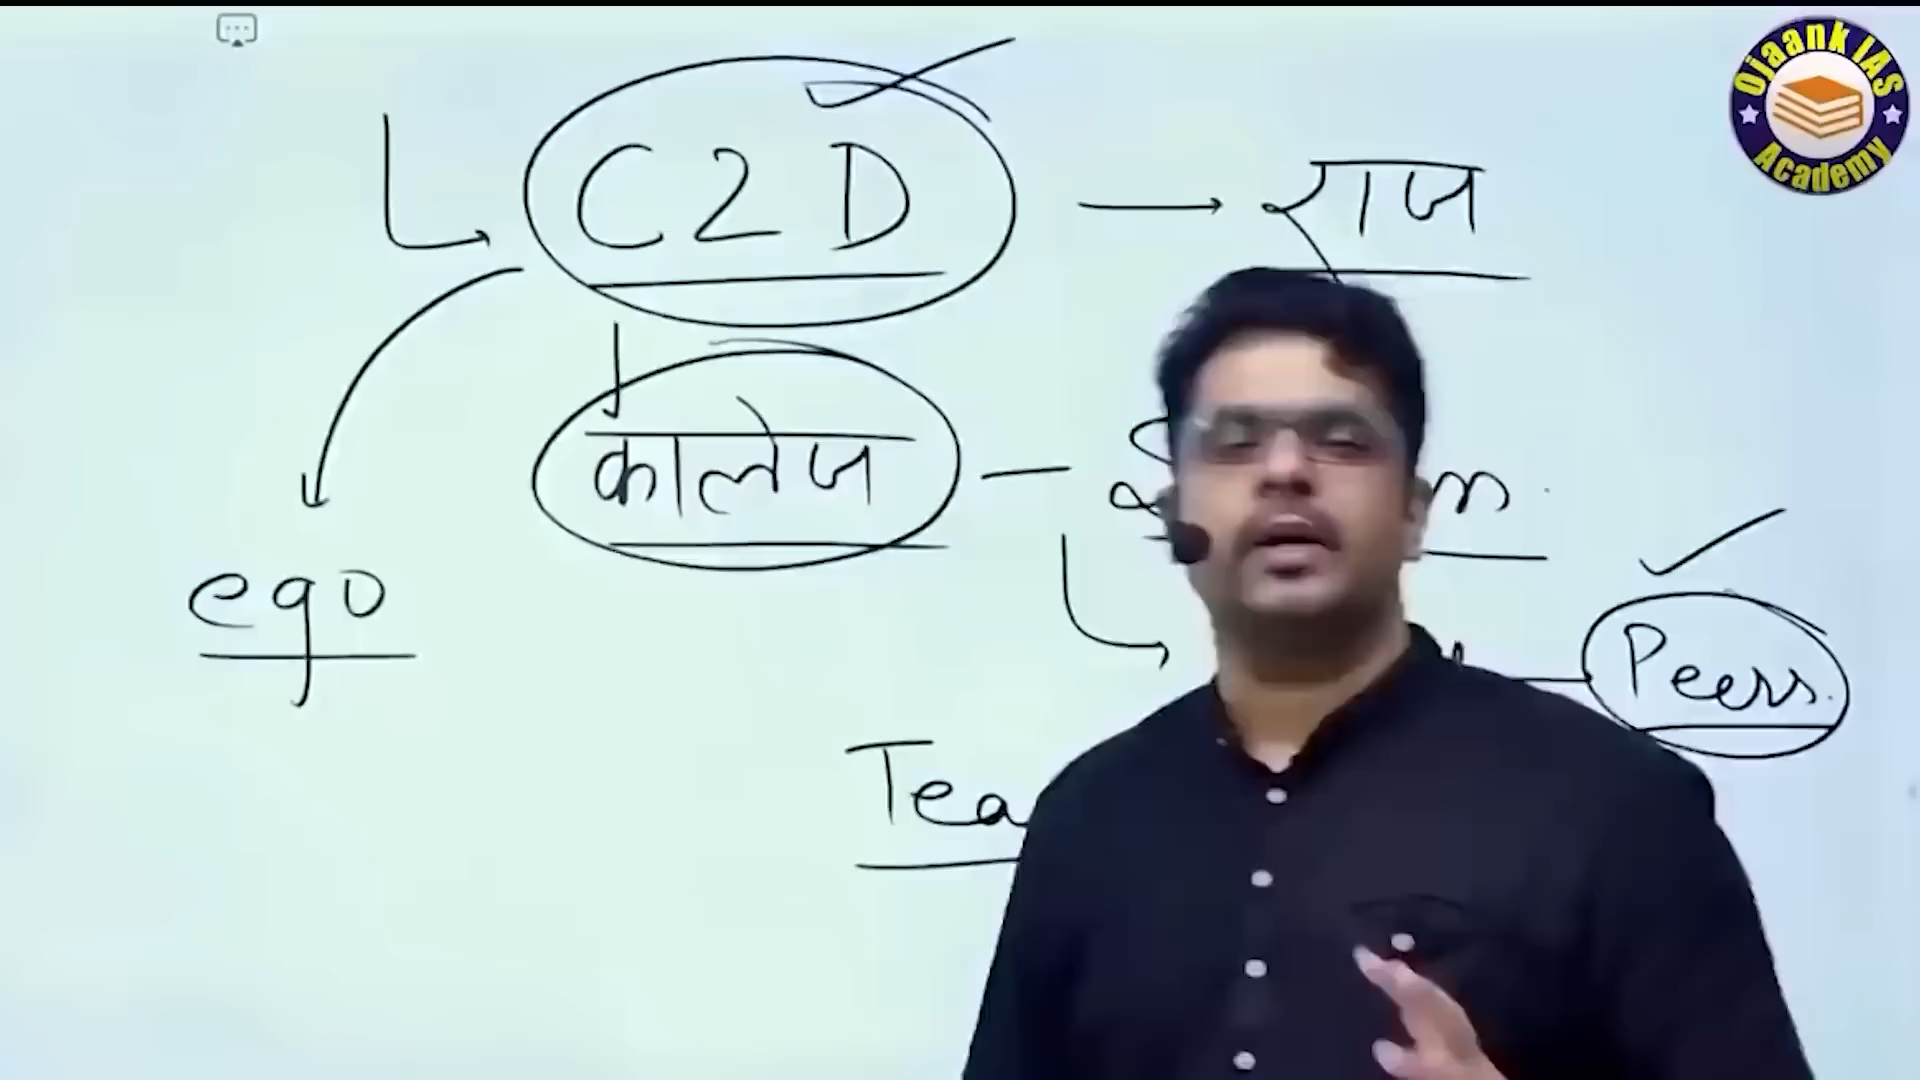 Ojaank IAS Academy
C2D → राज
कालेज —
ego
Peers.